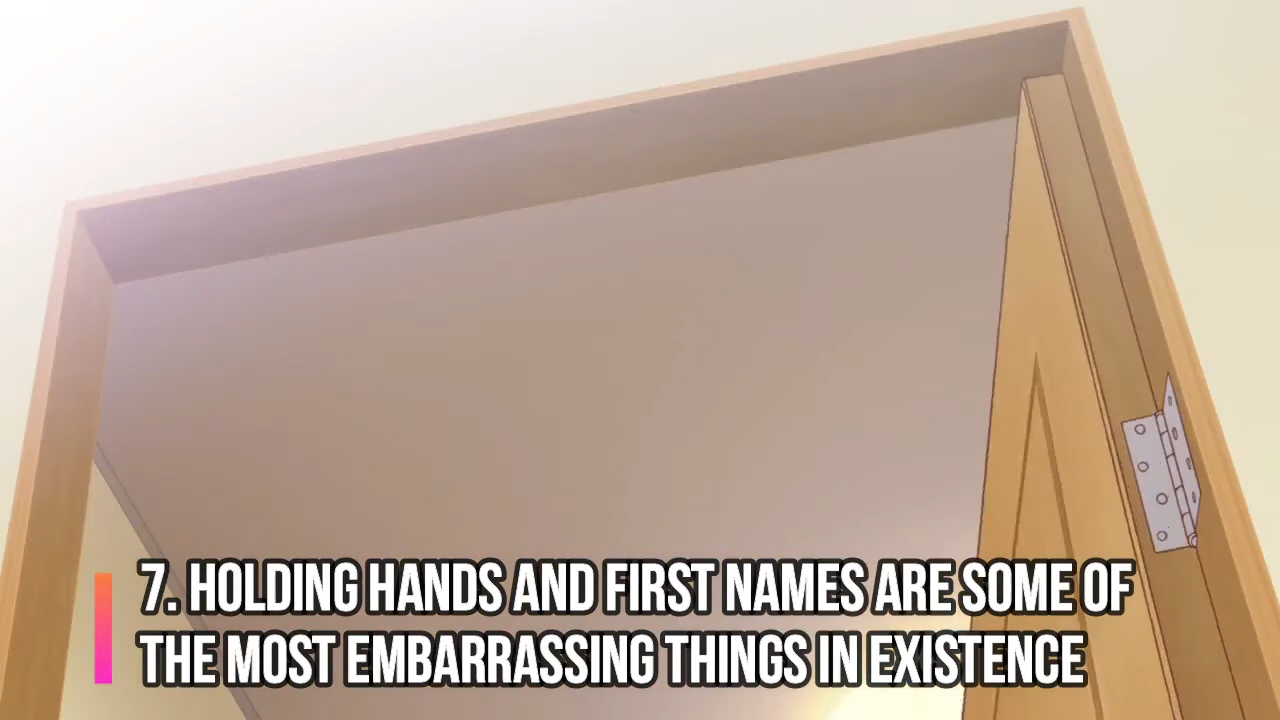 7. HOLDING HANDS AND FIRST NAMES ARE SOME OF
THE MOST EMBARRASSING THINGS IN EXISTENCE